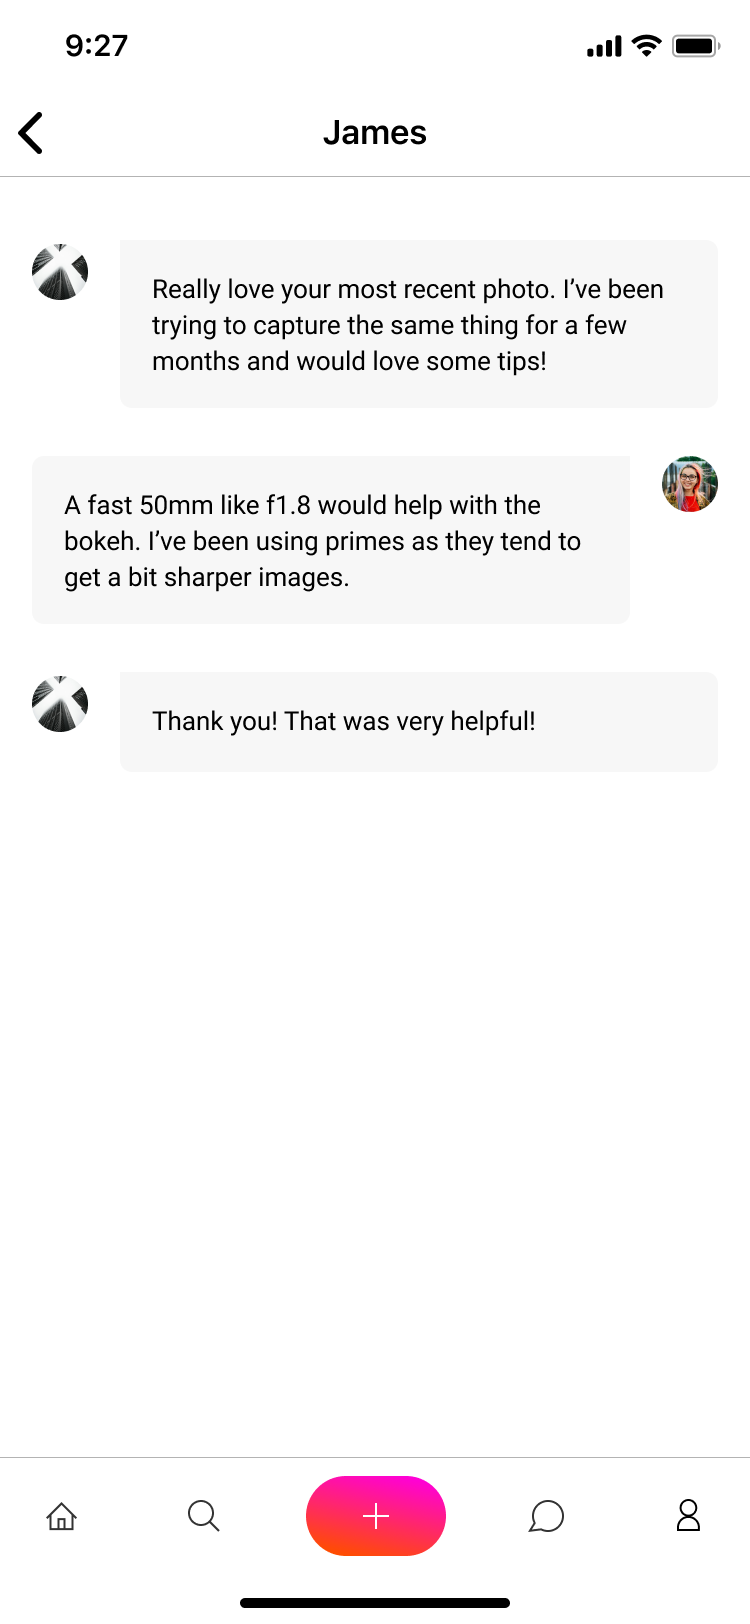 9:27
James
Really love your most recent photo. I’ve been
trying to capture the same thing for a few
months and would love some tips!
A fast 50mm like f1.8 would help with the
bokeh. I’ve been using primes as they tend to
get a bit sharper images.
Thank you! That was very helpful!